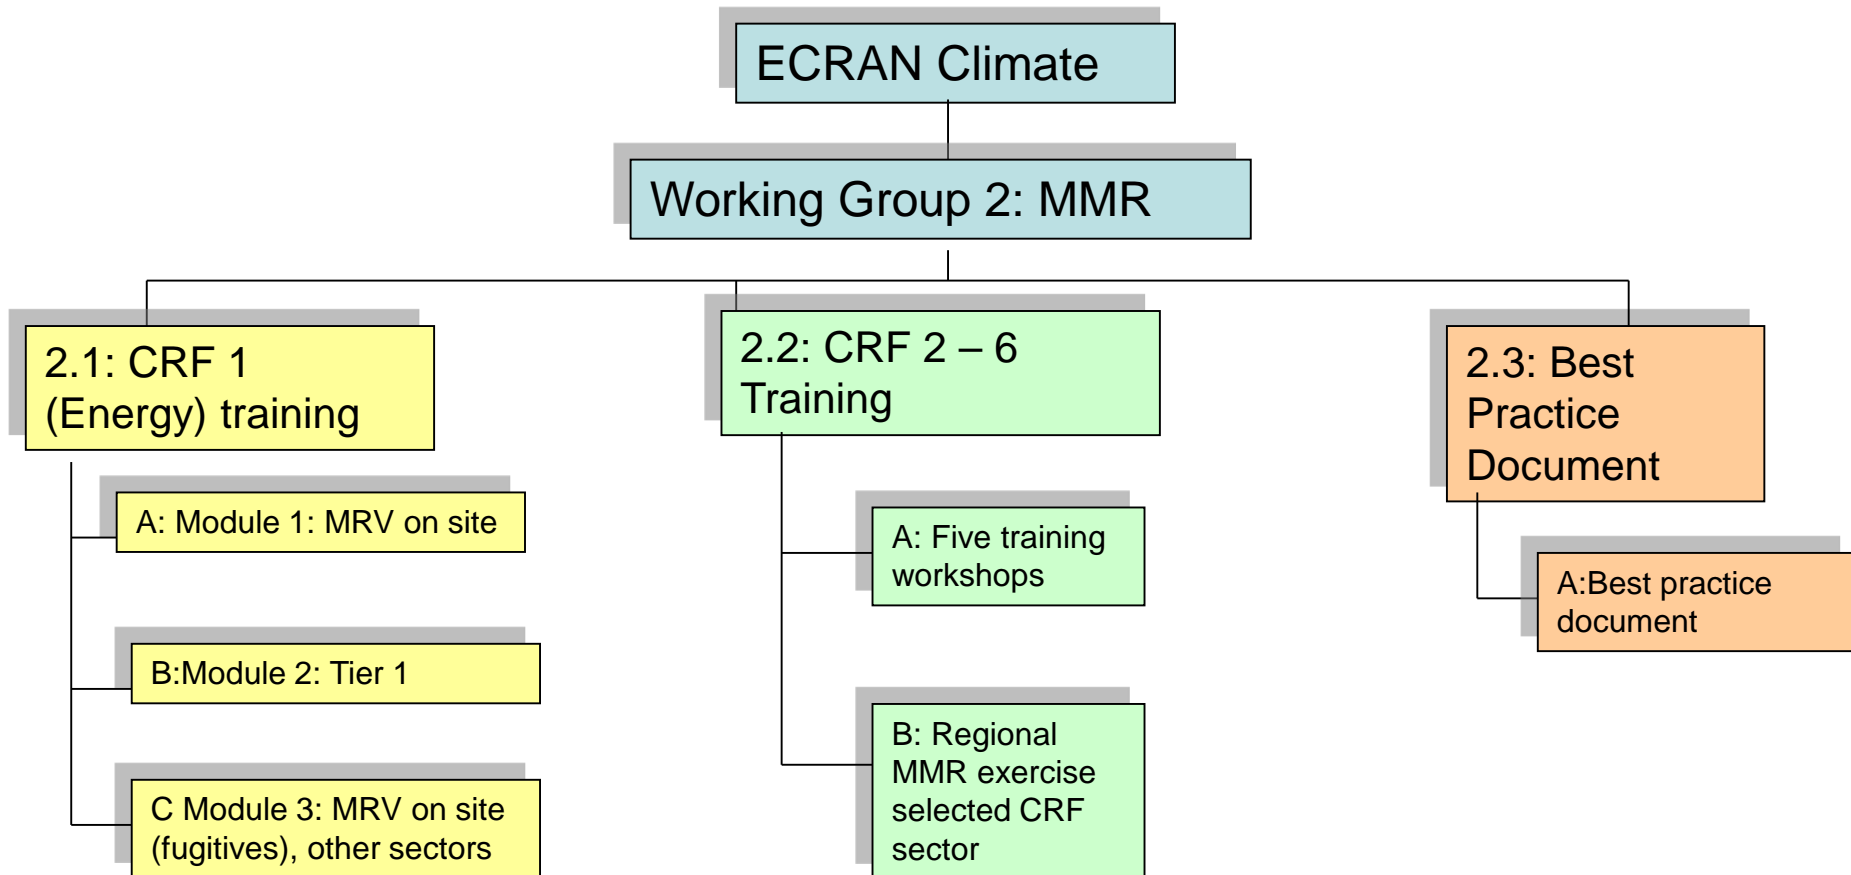 ECRAN Climate
Working Group 2: MMR
2.1: CRF 1
(Energy) training
A: Module 1: MRV on site
B:Module 2: Tier 1
C Module 3: MRV on site
(fugitives), other sectors
2.2: CRF 2 – 6
Training
A: Five training
workshops
B: Regional
MMR exercise
selected CRF
sector
2.3: Best
Practice
Document
A:Best practice
document